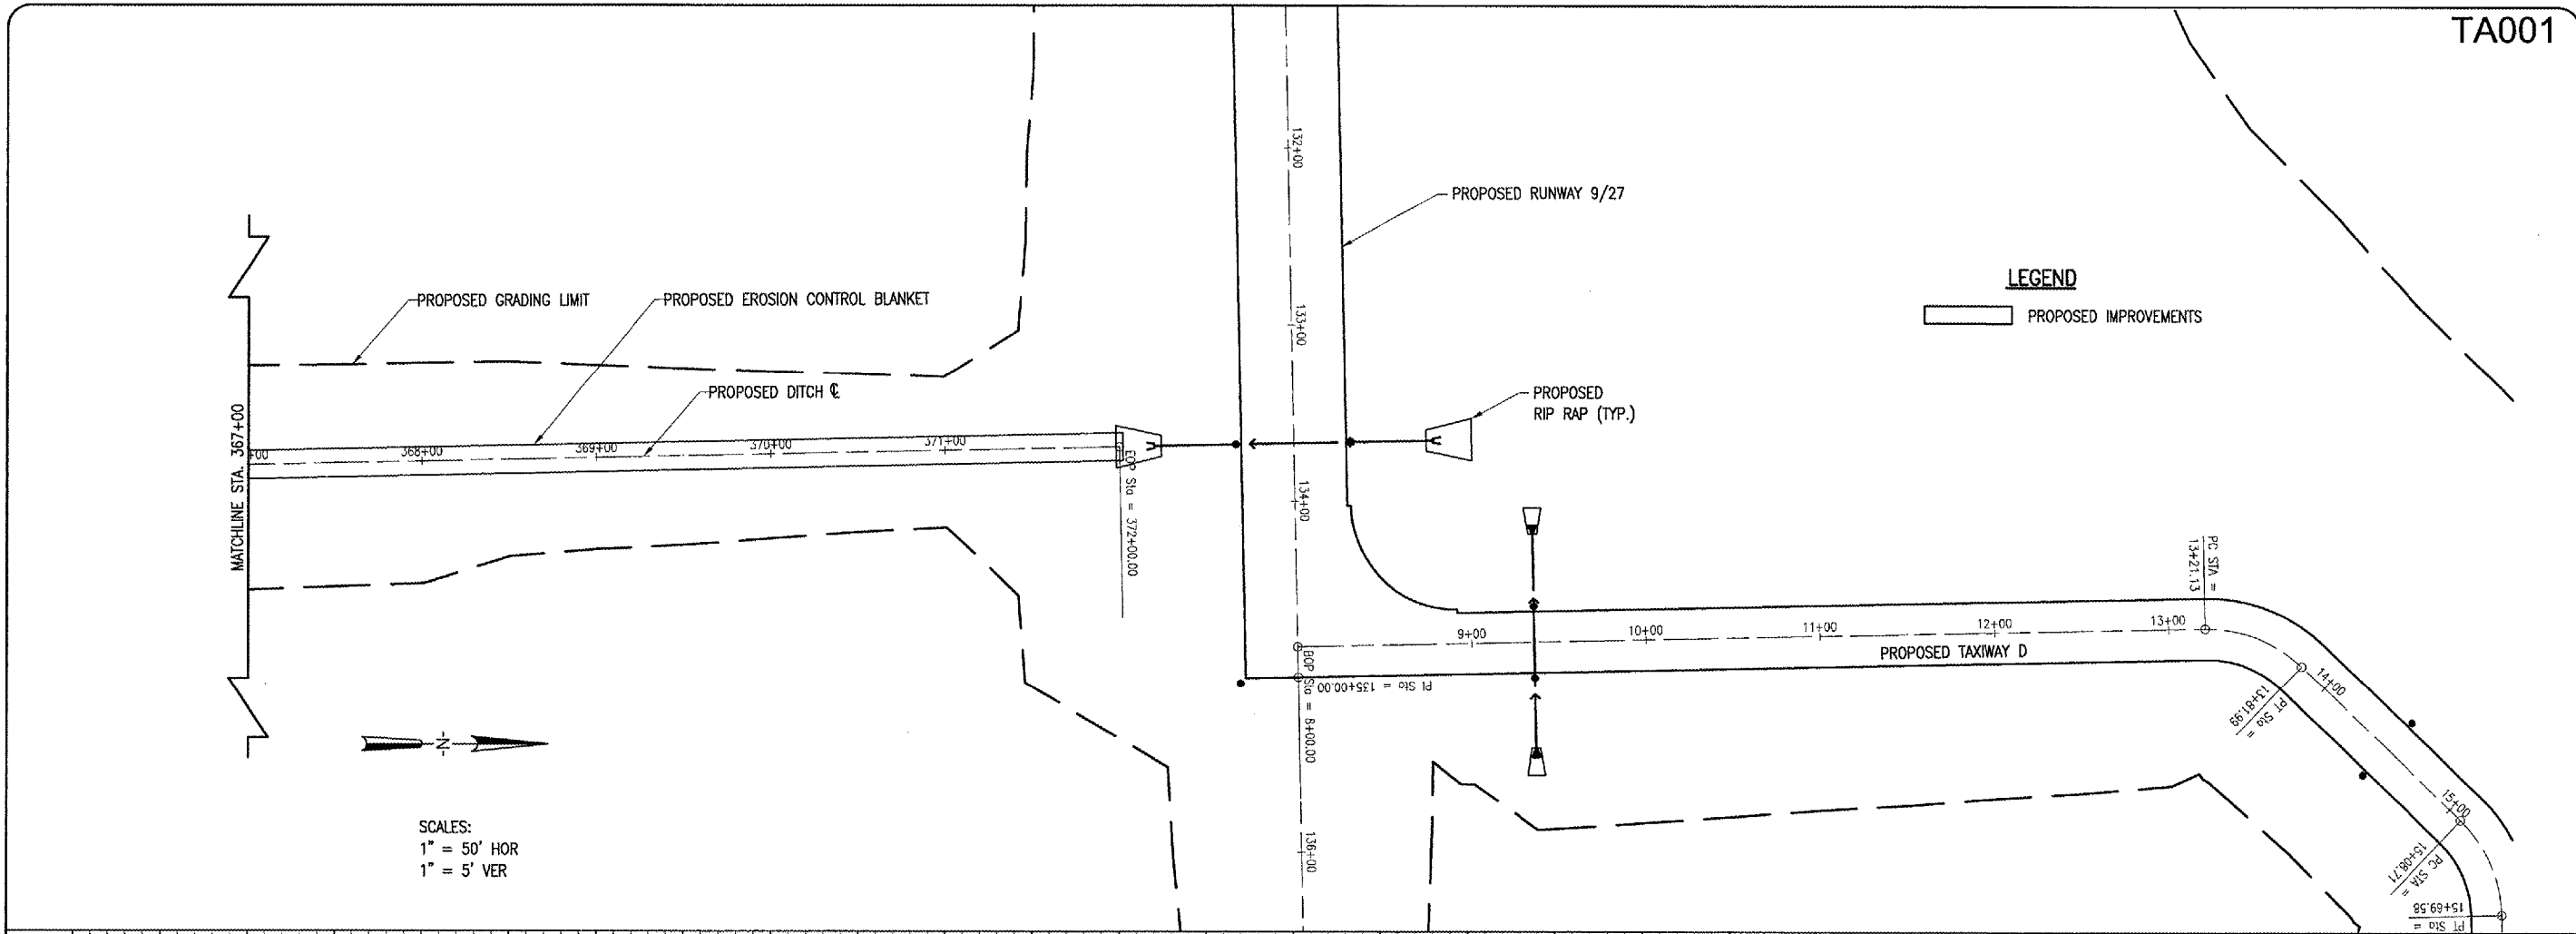 TA001
132+00
PROPOSED RUNWAY 9/27
LEGEND
PROPOSED IMPROVEMENTS
PROPOSED GRADING LIMIT
PROPOSED EROSION CONTROL BLANKET
133+00
PROPOSED DITCH ℄
PROPOSED
RIP RAP (TYP.)
MATCHLINE STA. 367+00
+00
368+00
369+00
370+00
371+00
EOP Sta = 372+00.00
134+00
PC STA =
13+21.13
9+00
10+00
11+00
12+00
13+00
PROPOSED TAXIWAY D
BOP Sta = 8+00.00
PI Sta = 135+00.00
14+00
PT Sta =
13+81.99
-N-
15+00
PC STA =
15+08.71
SCALES:
1" = 50' HOR
1" = 5' VER
136+00
PT Sta =
15+69.58